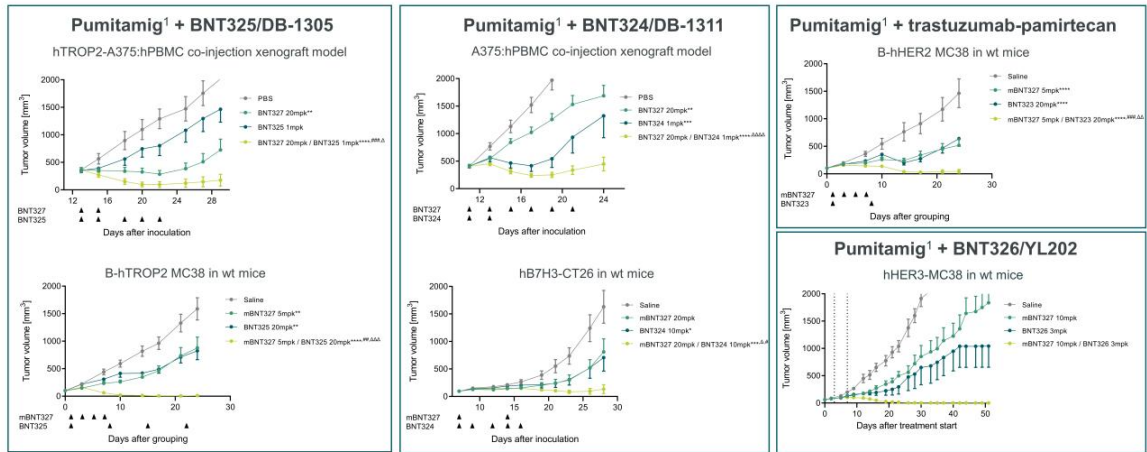 Pumitamig¹ + BNT325/DB-1305
hTROP2-A375:hPBMC co-injection xenograft model
Tumor volume [mm³]
2000
1500
1000
500
0
12
16
20
24
28
PBS
BNT327 20mpk**
BNT325 1mpk
BNT327 20mpk / BNT325 1mpk****,###,Δ
BNT327
BNT325
Days after inoculation
B-hTROP2 MC38 in wt mice
Tumor volume [mm³]
2000
1500
1000
500
0
0
10
20
30
Saline
mBNT327 5mpk**
BNT325 20mpk**
mBNT327 5mpk / BNT325 20mpk****,##,ΔΔΔ
mBNT327
BNT325
Days after grouping
Pumitamig¹ + BNT324/DB-1311
A375:hPBMC co-injection xenograft model
Tumor volume [mm³]
2000
1500
1000
500
0
12
16
20
24
PBS
BNT327 20mpk**
BNT324 1mpk***
BNT327 20mpk / BNT324 1mpk****,ΔΔΔΔ
BNT327
BNT324
Days after inoculation
hB7H3-CT26 in wt mice
Tumor volume [mm³]
2000
1500
1000
500
0
10
15
20
25
30
Saline
mBNT327 20mpk
BNT324 10mpk*
mBNT327 20mpk / BNT324 10mpk***
mBNT327
BNT324
Days after inoculation
Pumitamig¹ + trastuzumab-pamirtecan
B-hHER2 MC38 in wt mice
Tumor volume [mm³]
2000
1500
1000
500
0
0
10
20
30
Saline
mBNT327 5mpk****
BNT323 20mpk****
mBNT327 5mpk / BNT323 20mpk****,###,ΔΔ
mBNT327
BNT323
Days after grouping
Pumitamig¹ + BNT326/YL202
hHER3-MC38 in wt mice
Tumor volume [mm³]
2000
1500
1000
500
0
0
10
20
30
40
50
Saline
mBNT327 10mpk
BNT326 3mpk
mBNT327 10mpk / BNT326 3mpk
Days after treatment start